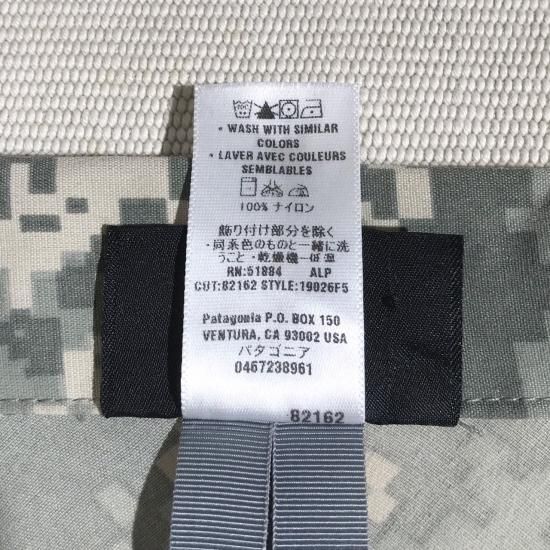 • WASH WITH SIMILAR
COLORS
• LAVER AVEC COULEURS
SEMBLABLES
100% ナイロン
飾り付け部分を除く
・同系色のものと一緒に洗
うこと・乾燥機－低温
RN:51884 ALP
CUT:82162 STYLE:19026F5
Patagonia P.O. BOX 150
VENTURA, CA 93002 USA
パタゴニア
0467238961
82162